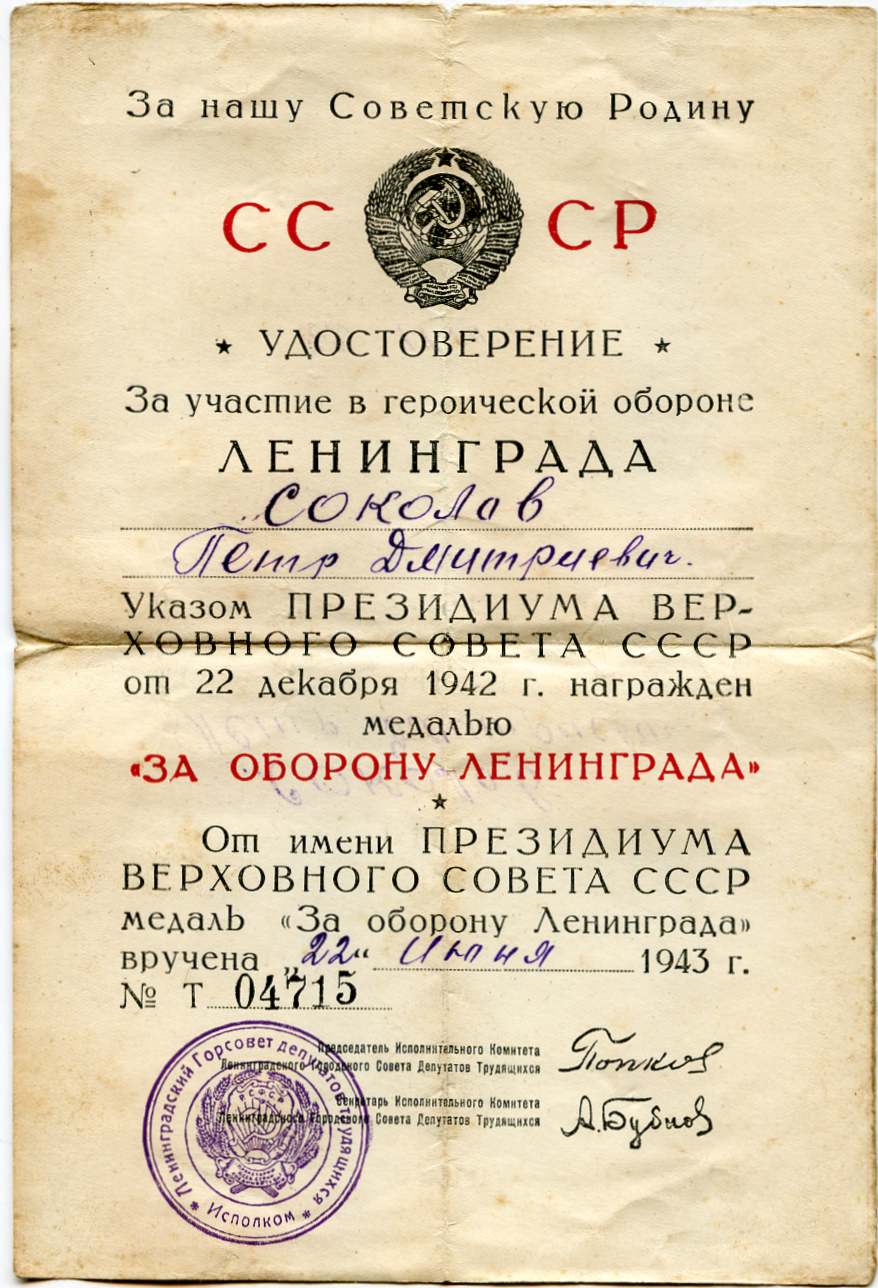 За нашу Советскую Родину
СССР
★ УДОСТОВЕРЕНИЕ ★
За участие в героической обороне
ЛЕНИНГРАДА
Соколов
Петр Дмитриевич.
Указом ПРЕЗИДИУМА ВЕР-
ХОВНОГО СОВЕТА СССР
от 22 декабря 1942 г. награжден
медалью
«ЗА ОБОРОНУ ЛЕНИНГРАДА»
★
От имени ПРЕЗИДИУМА
ВЕРХОВНОГО СОВЕТА СССР
медаль «За оборону Ленинграда»
вручена „22“ Июня 1943 г.
№ Т 04715
Председатель Исполнительного Комитета
Ленинградского Городского Совета Депутатов Трудящихся
Попков
Секретарь Исполнительного Комитета
Ленинградского Городского Совета Депутатов Трудящихся
А. Бубнов
Ленинградский Горсовет депутатов трудящихся
* Исполком *
РСФСР